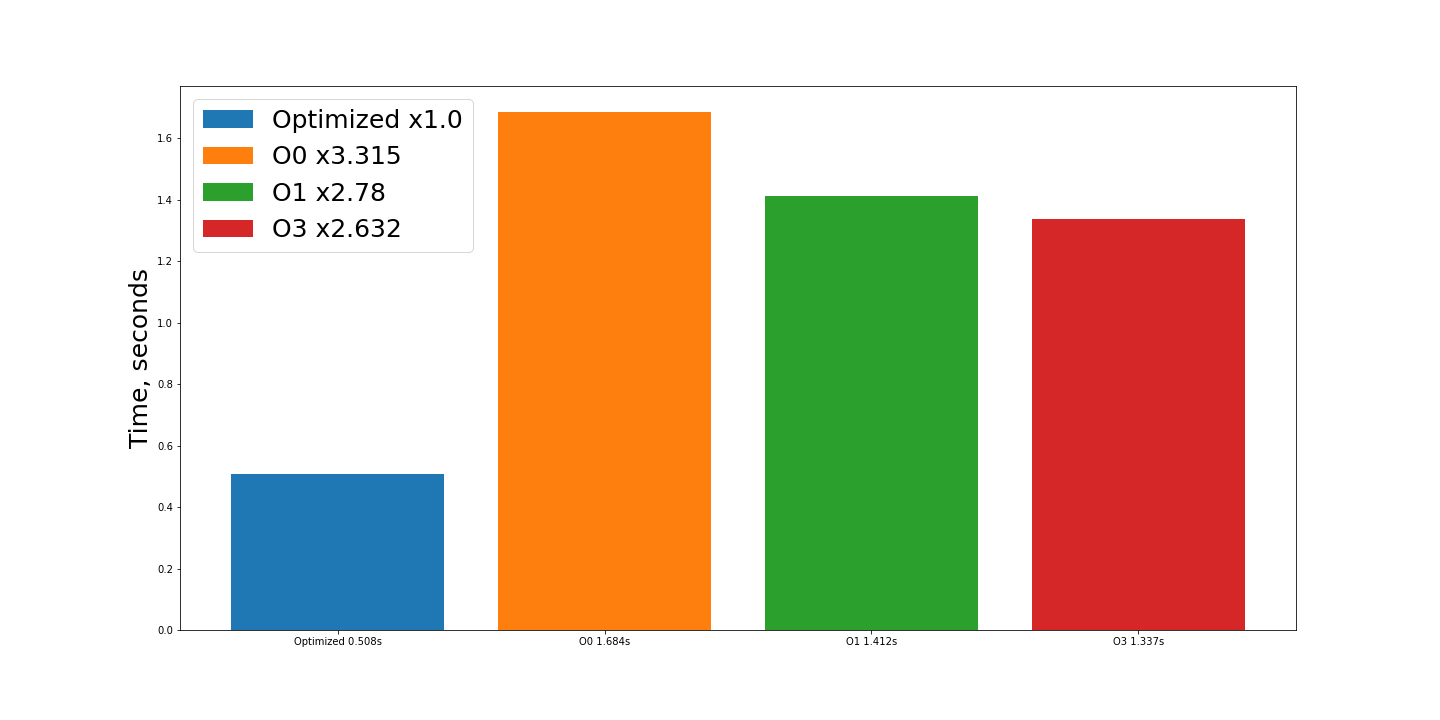 Optimized x1.0
O0 x3.315
O1 x2.78
O3 x2.632
Time, seconds
1.6
1.4
1.2
1.0
0.8
0.6
0.4
0.2
0.0
Optimized 0.508s
O0 1.684s
O1 1.412s
O3 1.337s